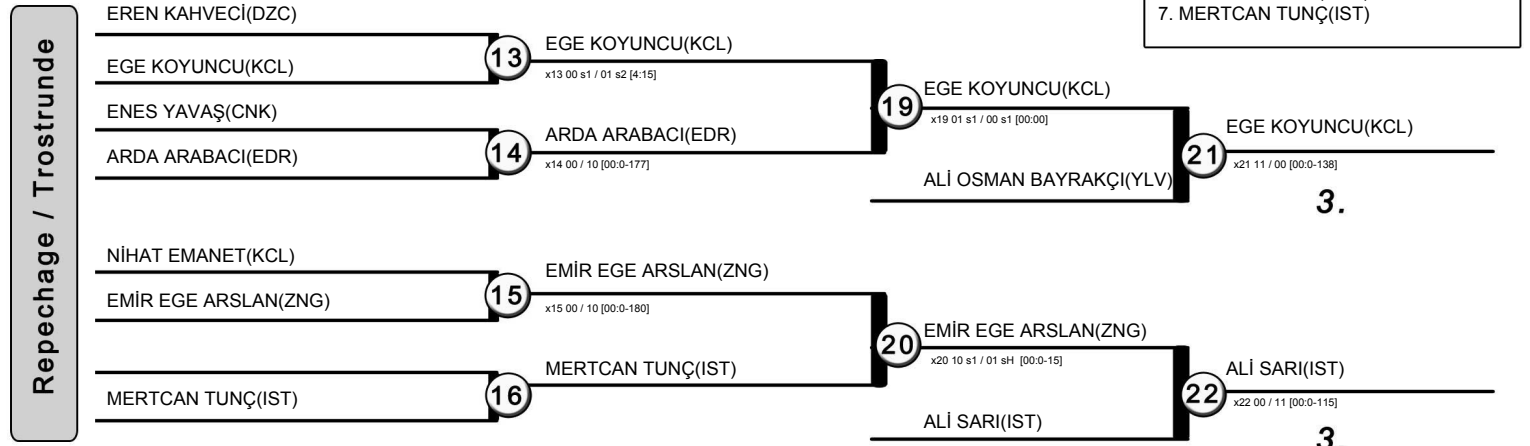 Repechage / Trostrunde
7. MERTCAN TUNÇ(IST)
EREN KAHVECİ(DZC)
EGE KOYUNCU(KCL)
13
EGE KOYUNCU(KCL)
x13 00 s1 / 01 s2 [4:15]
ENES YAVAŞ(CNK)
ARDA ARABACI(EDR)
14
ARDA ARABACI(EDR)
x14 00 / 10 [00:0-177]
19
EGE KOYUNCU(KCL)
x19 01 s1 / 00 s1 [00:00]
ALİ OSMAN BAYRAKÇI(YLV)
21
EGE KOYUNCU(KCL)
x21 11 / 00 [00:0-138]
3.
NİHAT EMANET(KCL)
EMİR EGE ARSLAN(ZNG)
15
EMİR EGE ARSLAN(ZNG)
x15 00 / 10 [00:0-180]
MERTCAN TUNÇ(IST)
16
MERTCAN TUNÇ(IST)
20
EMİR EGE ARSLAN(ZNG)
x20 10 s1 / 01 sH [00:0-15]
ALİ SARI(IST)
22
ALİ SARI(IST)
x22 00 / 11 [00:0-115]
3